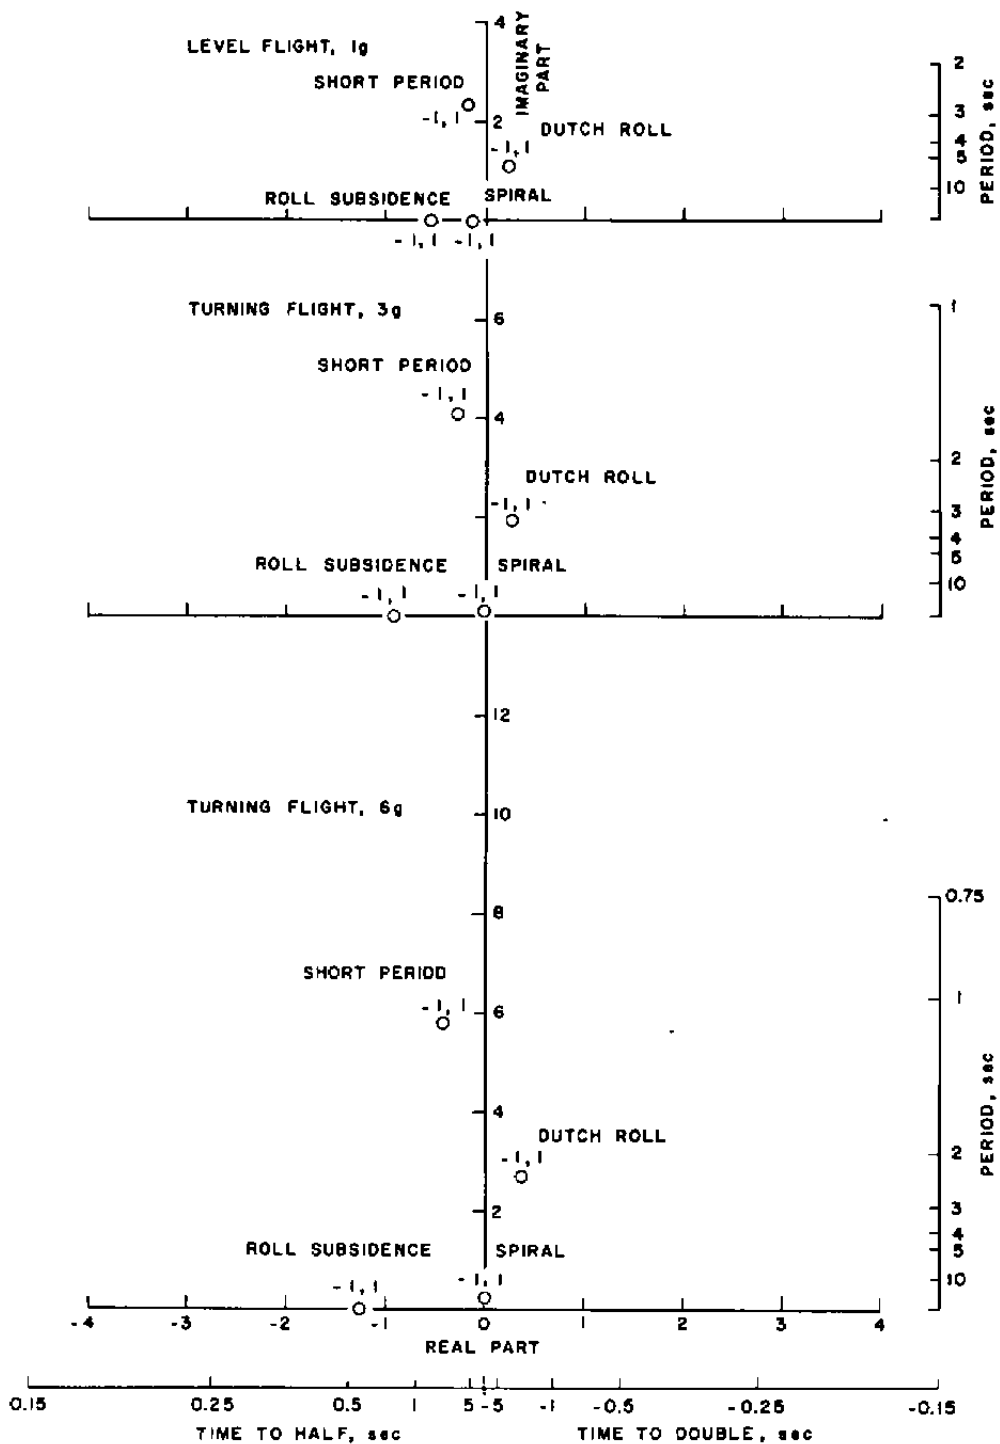 4
IMAGINARY
PART
LEVEL FLIGHT, 1g
2
SHORT PERIOD
-1, 1
2
3
DUTCH ROLL
-1, 1
4
5
PERIOD, sec
10
ROLL SUBSIDENCE
SPIRAL
-1, 1 -1, 1
TURNING FLIGHT, 3g
6
1
SHORT PERIOD
-1, 1
4
2
DUTCH ROLL
-1, 1
3
4
5
PERIOD, sec
10
ROLL SUBSIDENCE
SPIRAL
-1, 1
-1, 1
12
TURNING FLIGHT, 6g
10
0.75
8
SHORT PERIOD
-1, 1
6
1
4
DUTCH ROLL
-1, 1
2
PERIOD, sec
2
3
4
5
ROLL SUBSIDENCE
SPIRAL
-1, 1
-1, 1
10
-4 -3 -2 -1 0 1 2 3 4
REAL PART
0.15 0.25 0.5 1 5 -5 -1 -0.5 -0.25 -0.15
TIME TO HALF, sec
TIME TO DOUBLE, sec